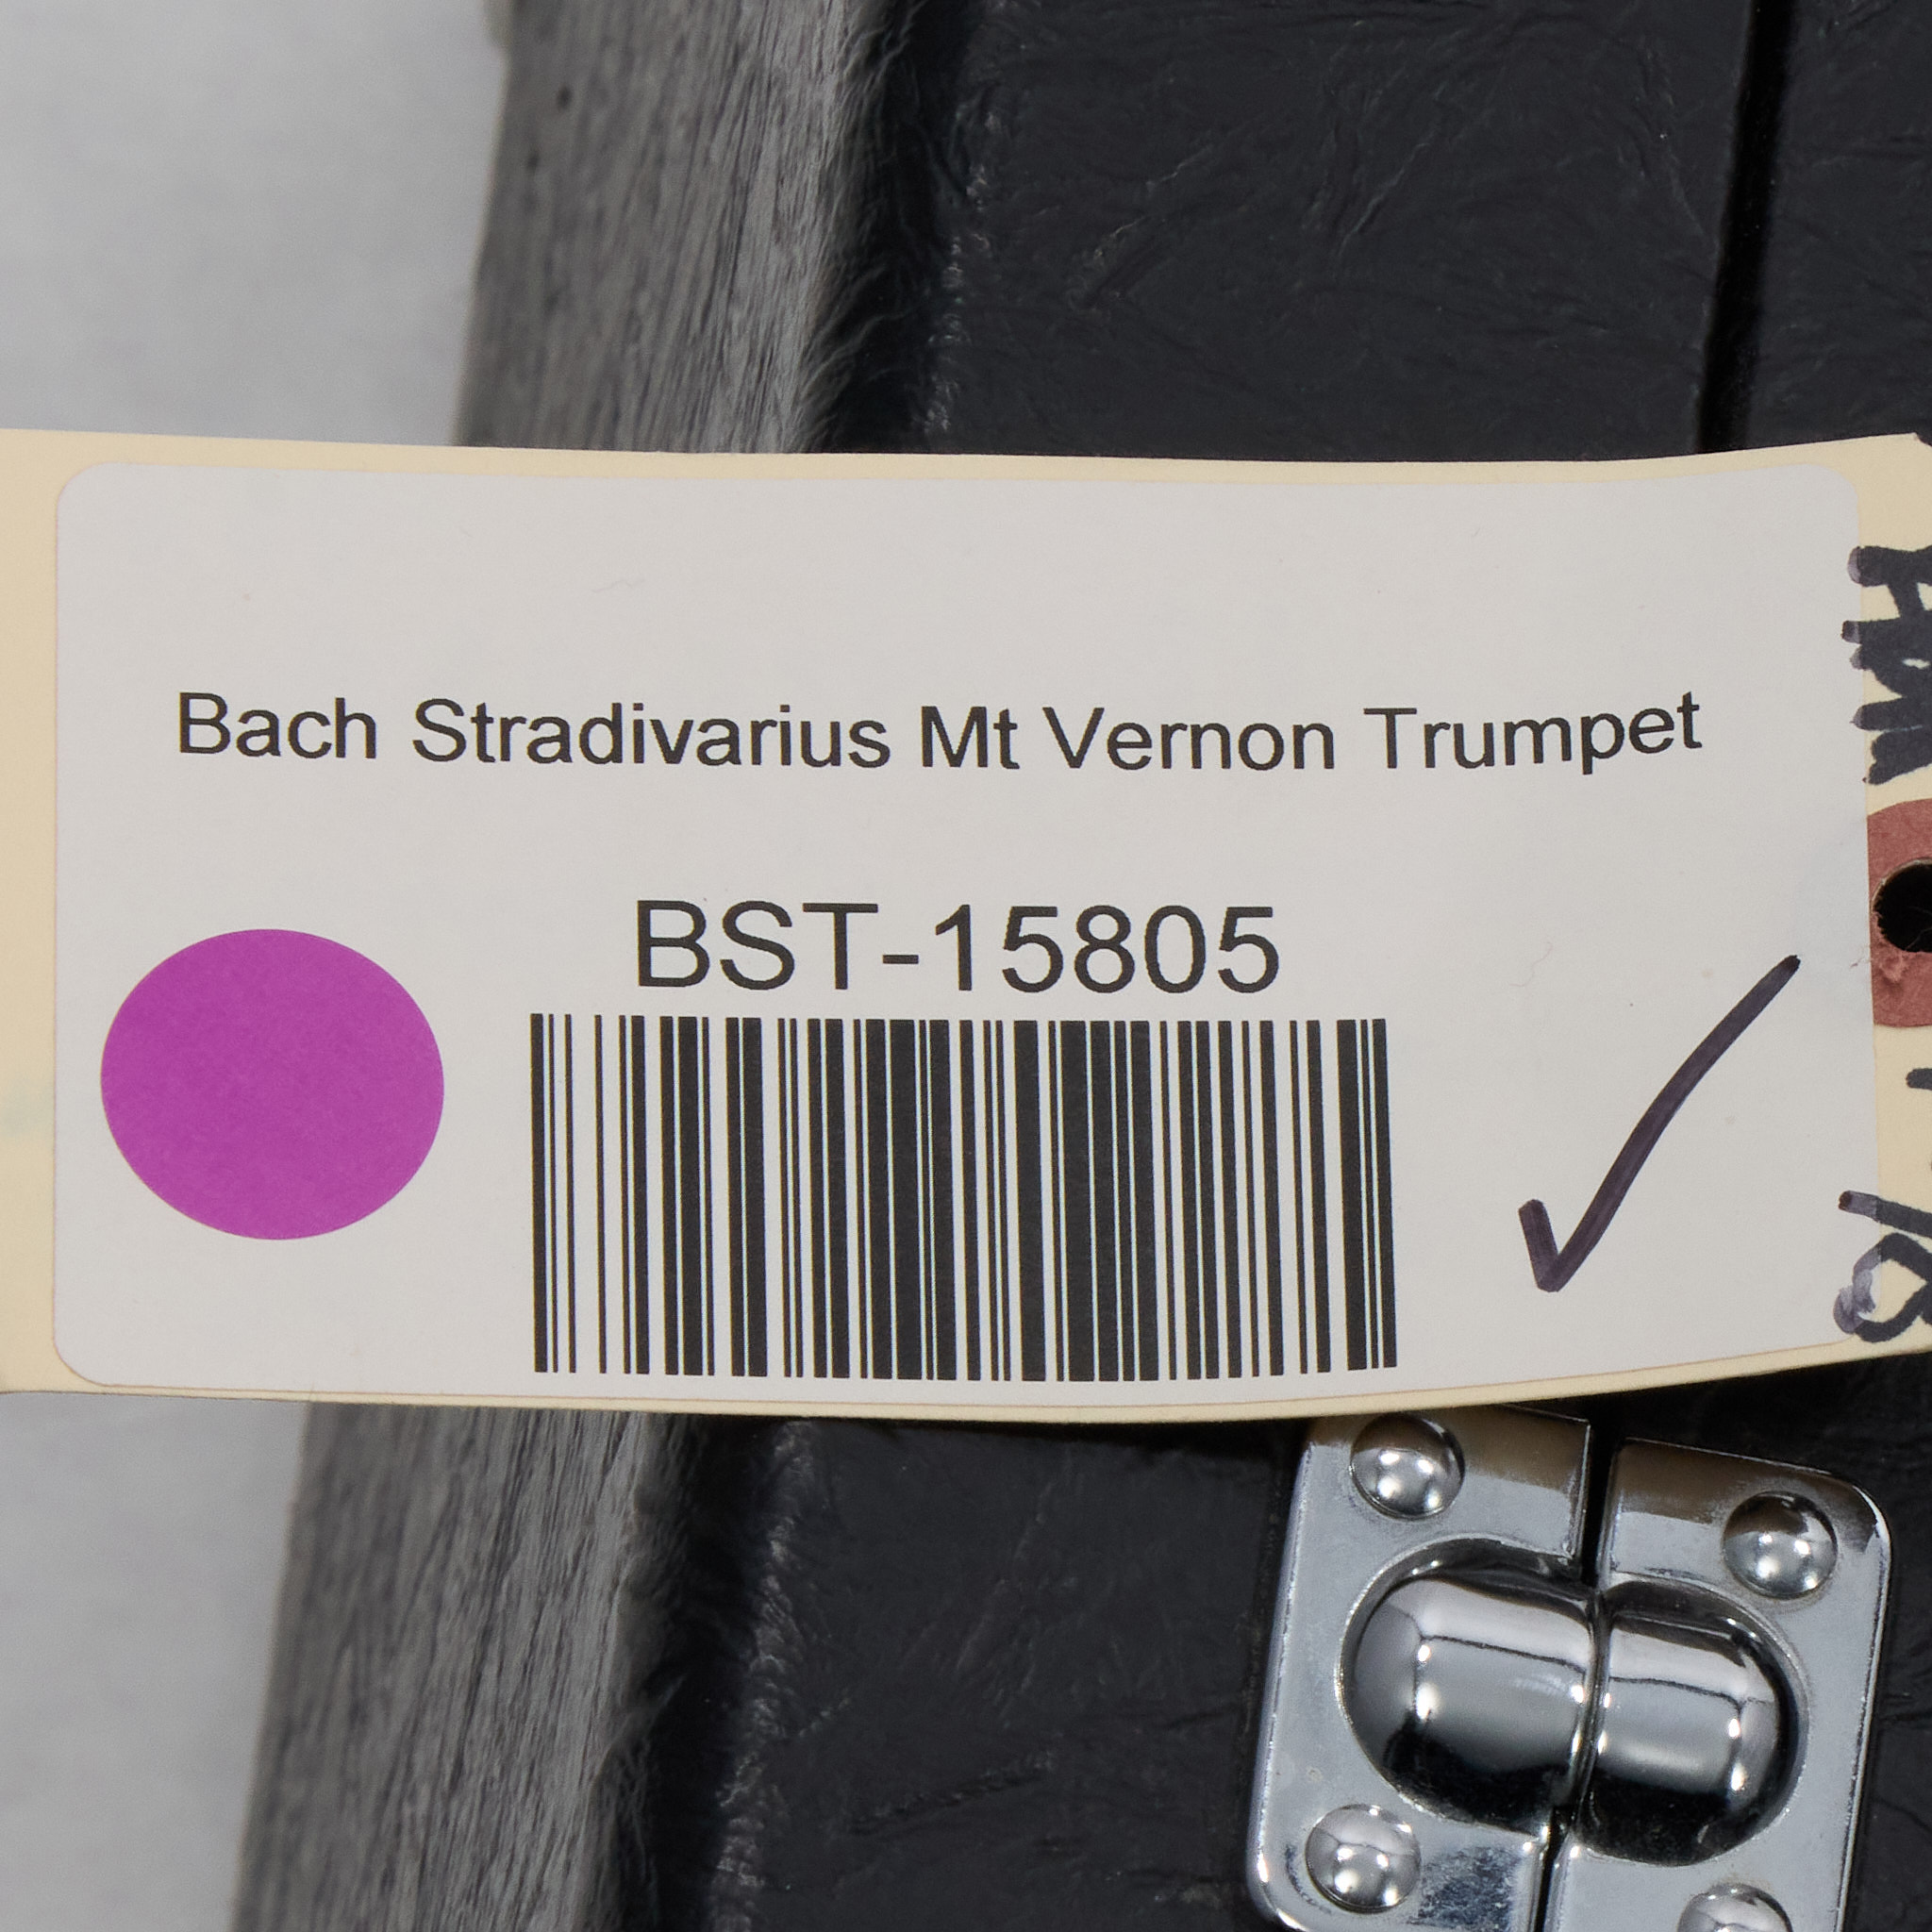 Bach Stradivarius Mt Vernon Trumpet
BST-15805